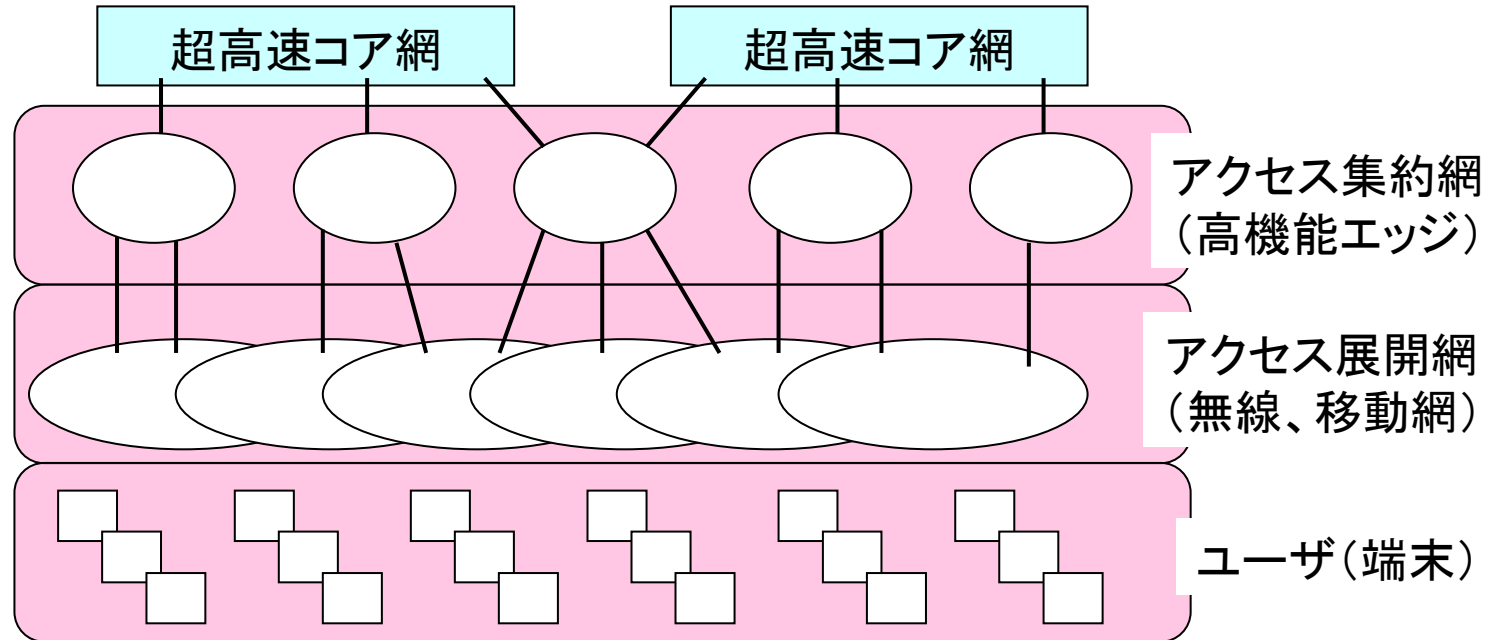 超高速コア網
超高速コア網
アクセス集約網
（高機能エッジ）
アクセス展開網
（無線、移動網）
ユーザ（端末）